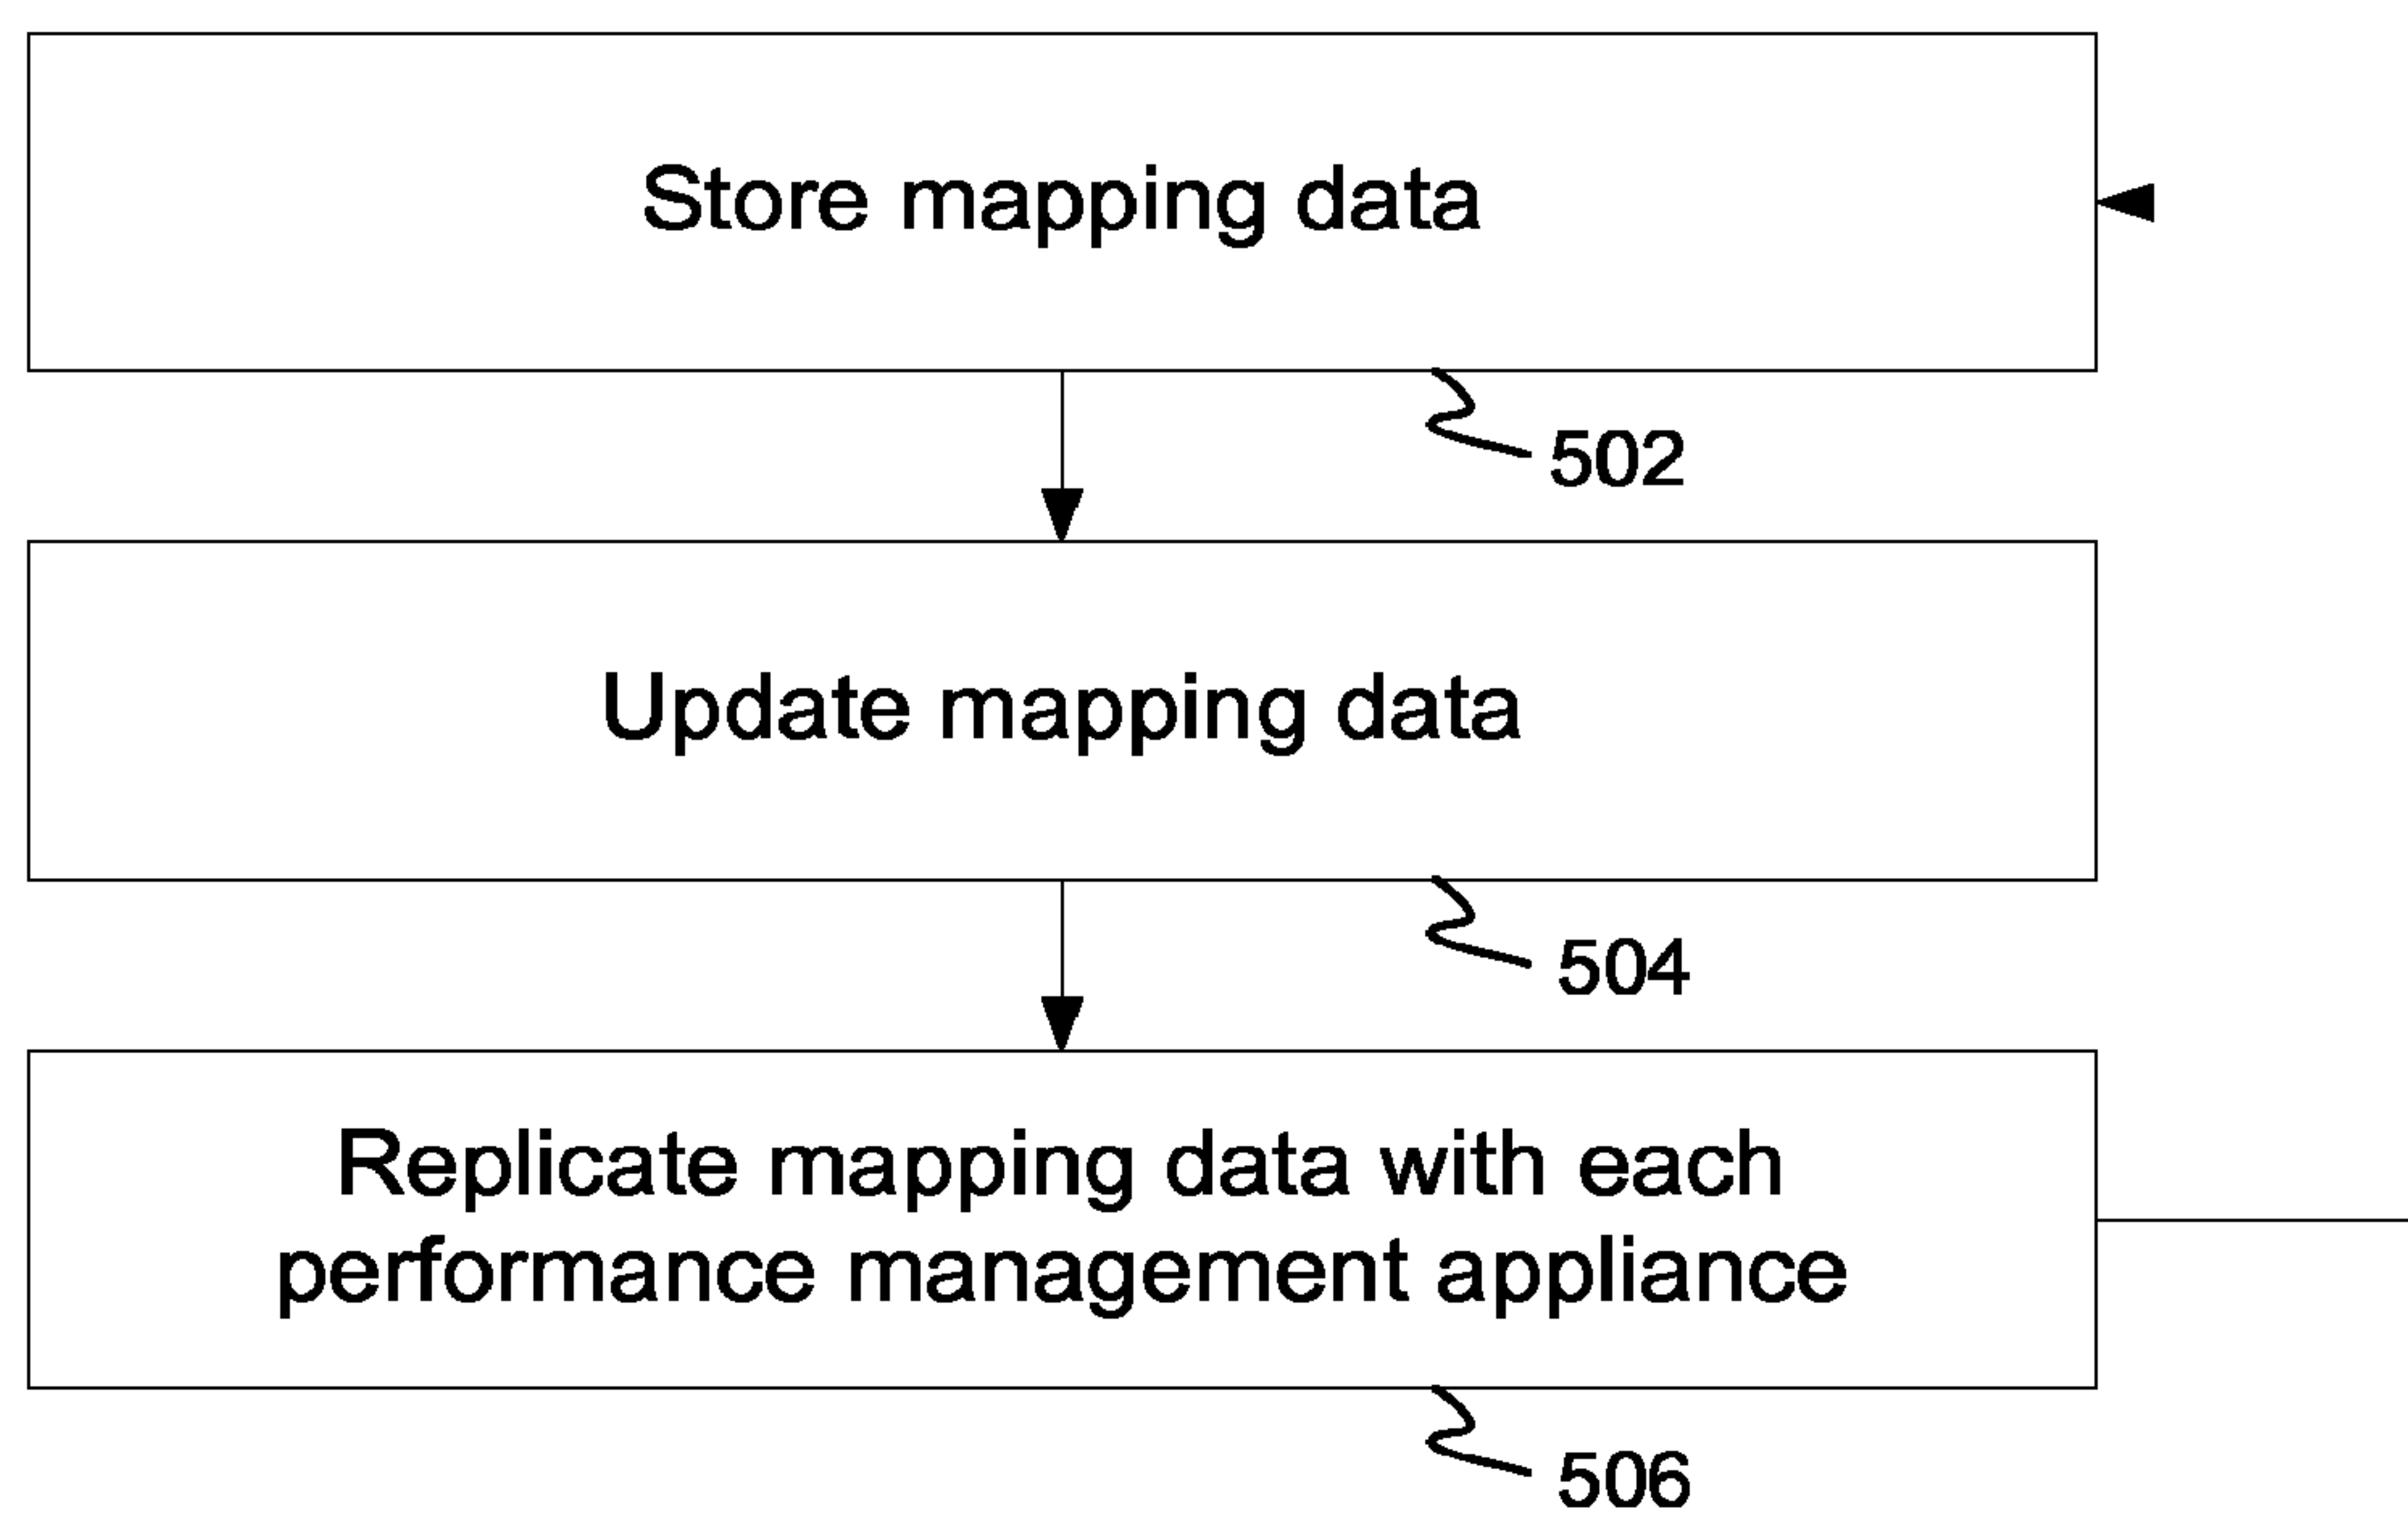 Store mapping data
502
Update mapping data
504
Replicate mapping data with each
performance management appliance
506